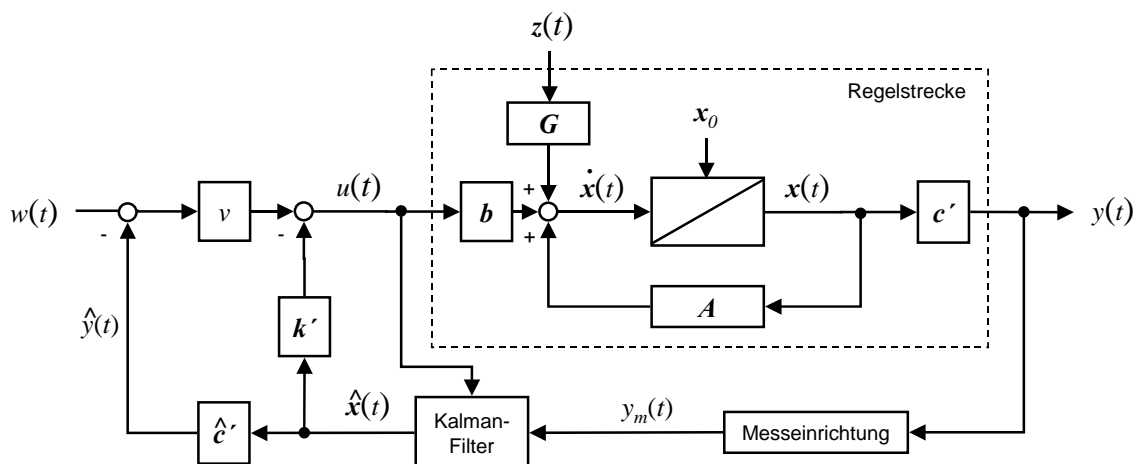 z(t)
Regelstrecke
G
x₀
w(t)
-
v
-
u(t)
b
+
+
ẋ(t)
x(t)
c´
y(t)
A
ŷ(t)
k´
ĉ´
x̂(t)
Kalman-
Filter
yₘ(t)
Messeinrichtung